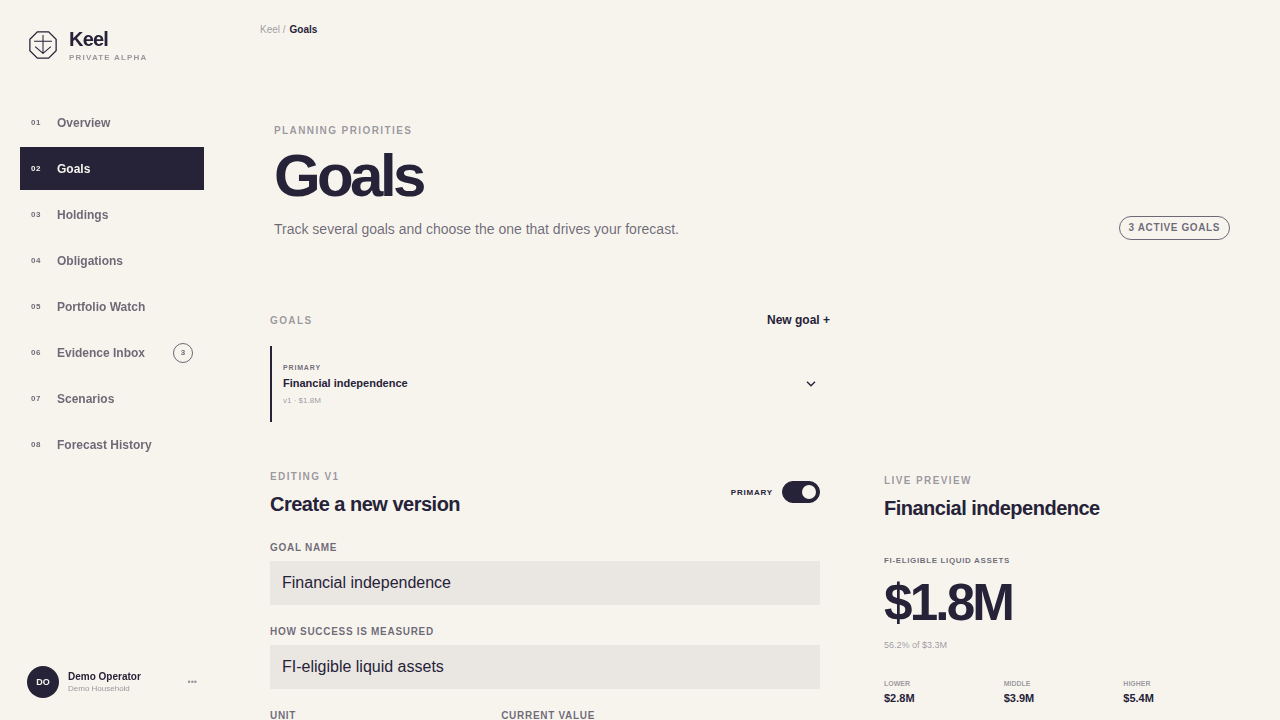 Keel
PRIVATE ALPHA
01 Overview
02 Goals
03 Holdings
04 Obligations
05 Portfolio Watch
06 Evidence Inbox 3
07 Scenarios
08 Forecast History
DO
Demo Operator
Demo Household
•••
Keel / Goals
PLANNING PRIORITIES
Goals
Track several goals and choose the one that drives your forecast.
3 ACTIVE GOALS
GOALS
New goal +
PRIMARY
Financial independence
v1 · $1.8M
EDITING V1
Create a new version
PRIMARY
GOAL NAME
Financial independence
HOW SUCCESS IS MEASURED
FI-eligible liquid assets
UNIT CURRENT VALUE
LIVE PREVIEW
Financial independence
FI-ELIGIBLE LIQUID ASSETS
$1.8M
56.2% of $3.3M
LOWER MIDDLE HIGHER
$2.8M $3.9M $5.4M